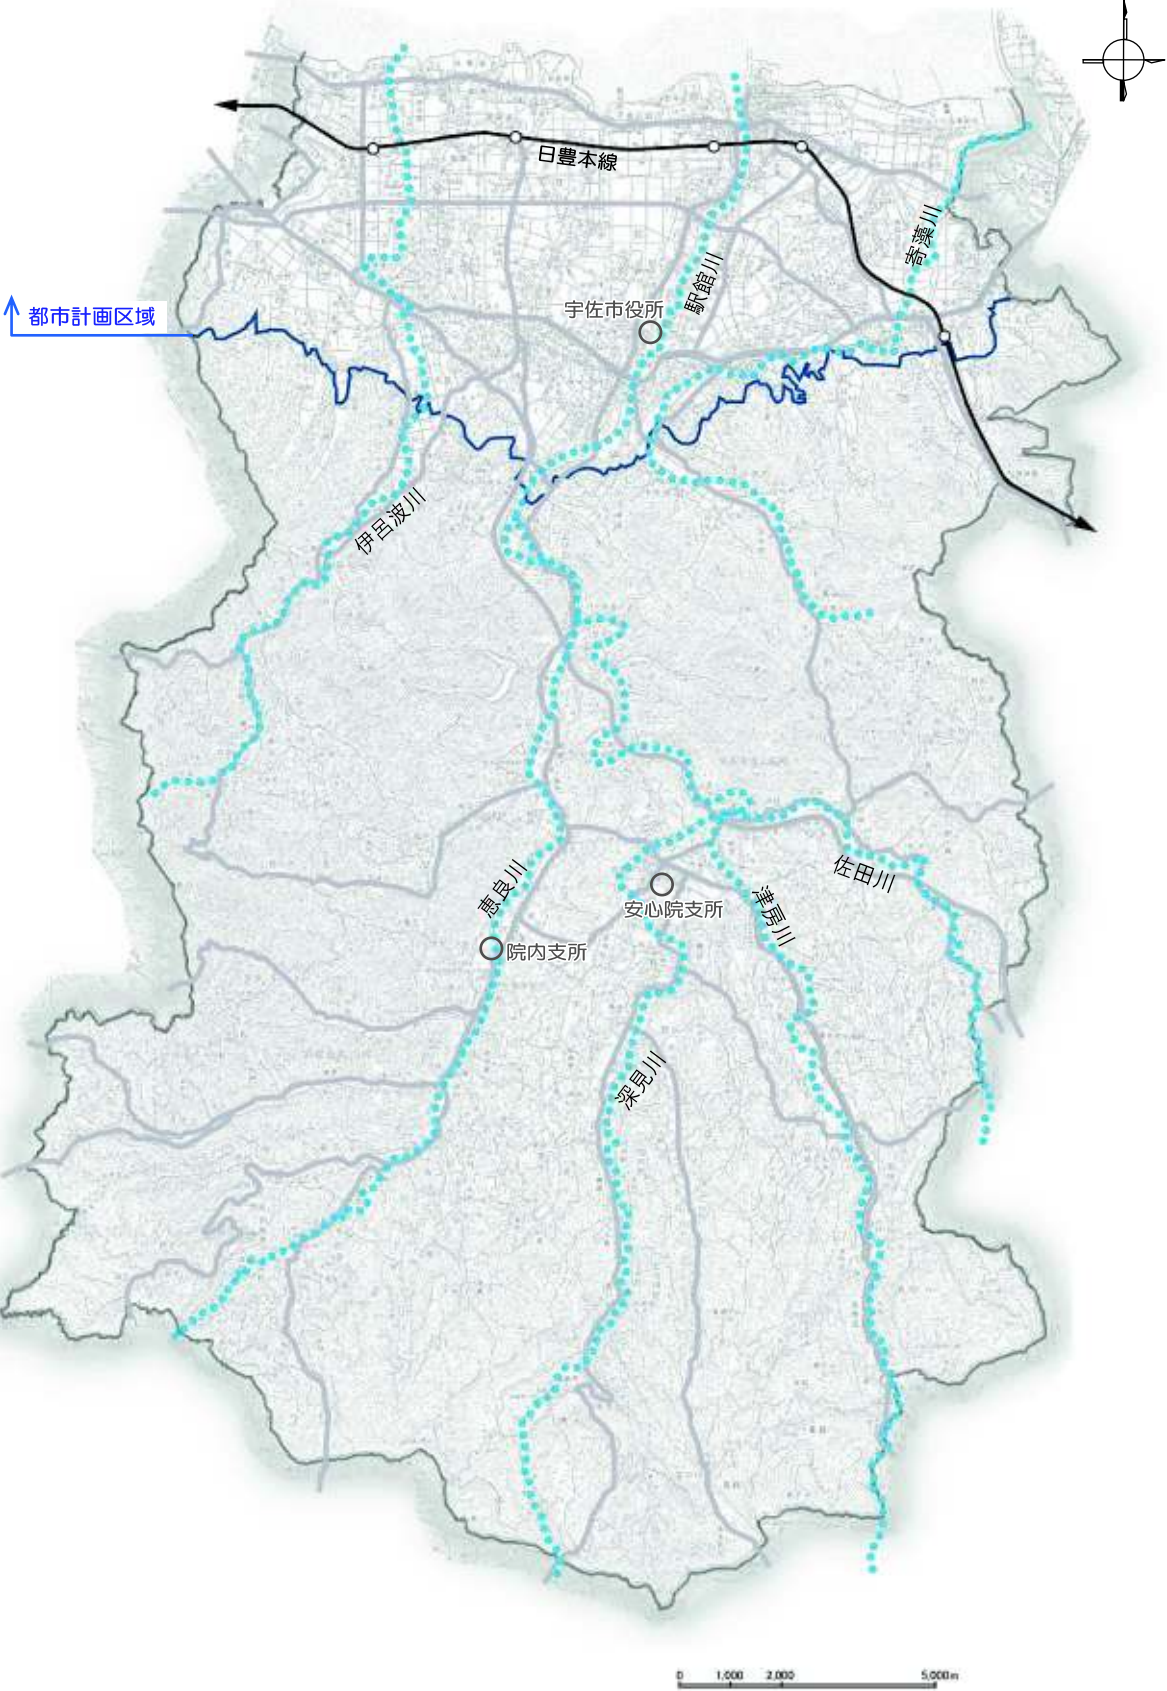 日豊本線
寄藻川
駅館川
宇佐市役所
都市計画区域
伊呂波川
佐田川
恵良川
津房川
安心院支所
院内支所
深見川
0 1,000 2,000 5,000m